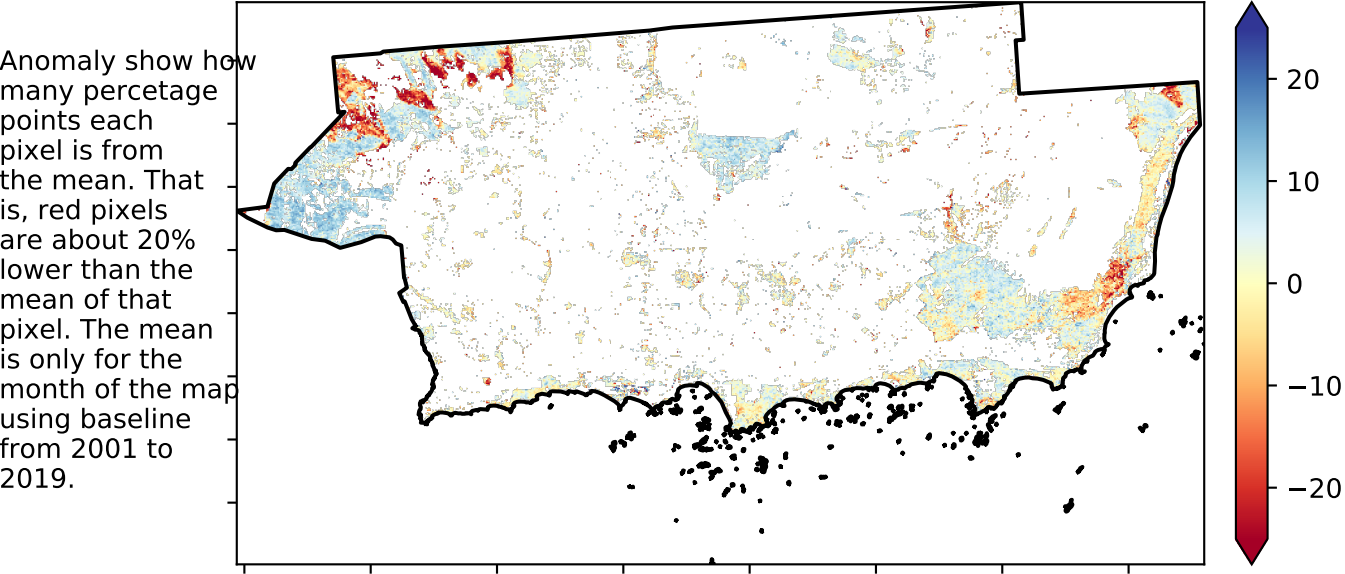 Anomaly show how
many percetage
points each
pixel is from
the mean. That
is, red pixels
are about 20%
lower than the
mean of that
pixel. The mean
is only for the
month of the map
using baseline
from 2001 to
2019.
20
10
0
−10
−20